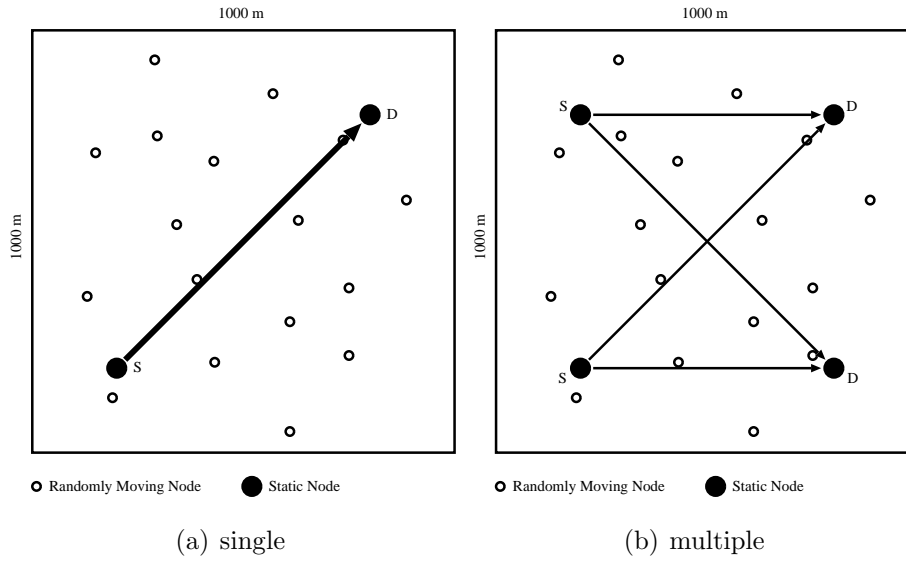 1000 m
1000 m
D
S
Randomly Moving Node Static Node
(a) single
1000 m
1000 m
S
D
S
D
Randomly Moving Node Static Node
(b) multiple